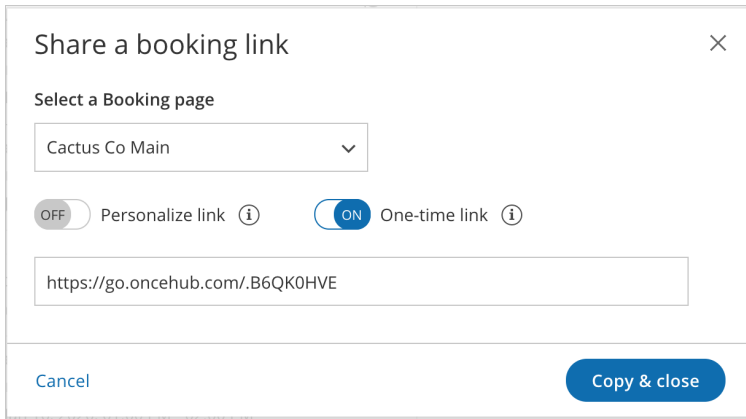 Share a booking link
Select a Booking page
Cactus Co Main
OFF Personalize link i ON One-time link i
https://go.oncehub.com/.B6QK0HVE
Cancel Copy & close